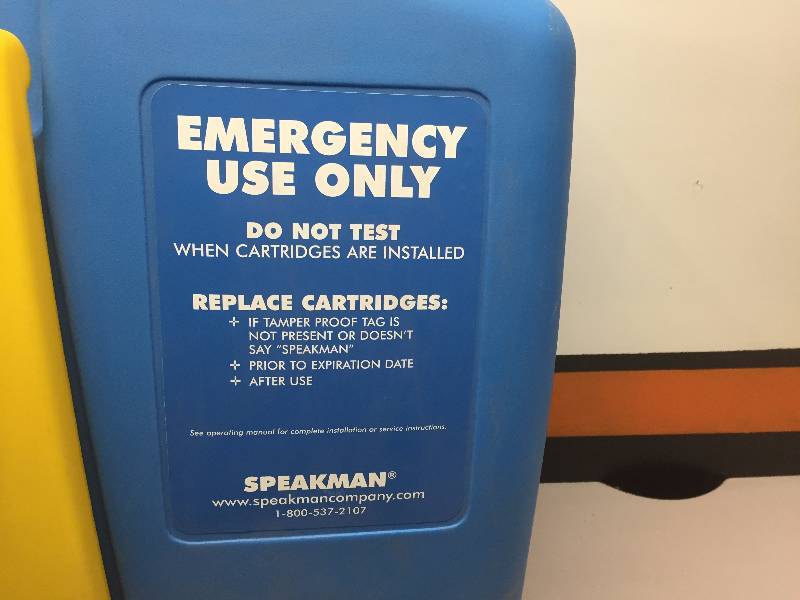 EMERGENCY
USE ONLY
DO NOT TEST
WHEN CARTRIDGES ARE INSTALLED
REPLACE CARTRIDGES:
✢ IF TAMPER PROOF TAG IS
NOT PRESENT OR DOESN'T
SAY "SPEAKMAN"
✢ PRIOR TO EXPIRATION DATE
✢ AFTER USE
See operating manual for complete installation or service instructions.
SPEAKMAN®
www.speakmancompany.com
1-800-537-2107